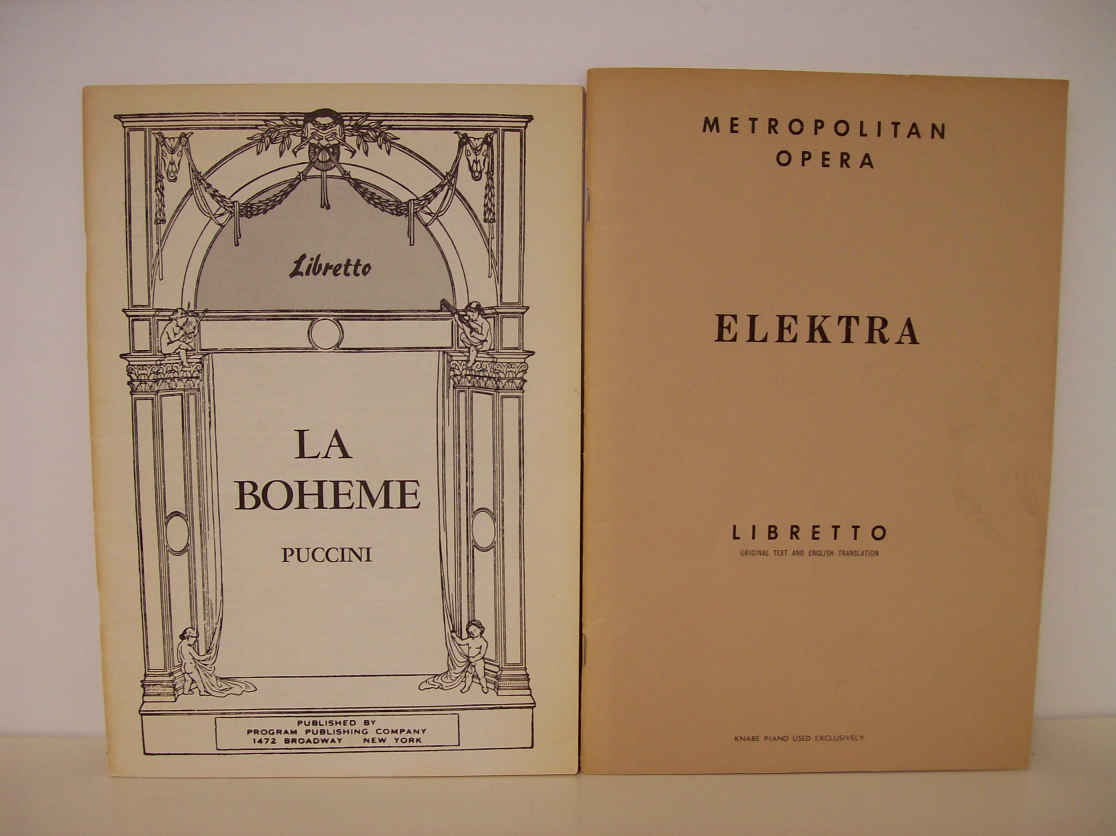 Libretto
LA
BOHEME
PUCCINI
PUBLISHED BY
PROGRAM PUBLISHING COMPANY
1472 BROADWAY NEW YORK
METROPOLITAN
OPERA
ELEKTRA
LIBRETTO
ORIGINAL TEXT AND ENGLISH TRANSLATION
KNABE PIANO USED EXCLUSIVELY